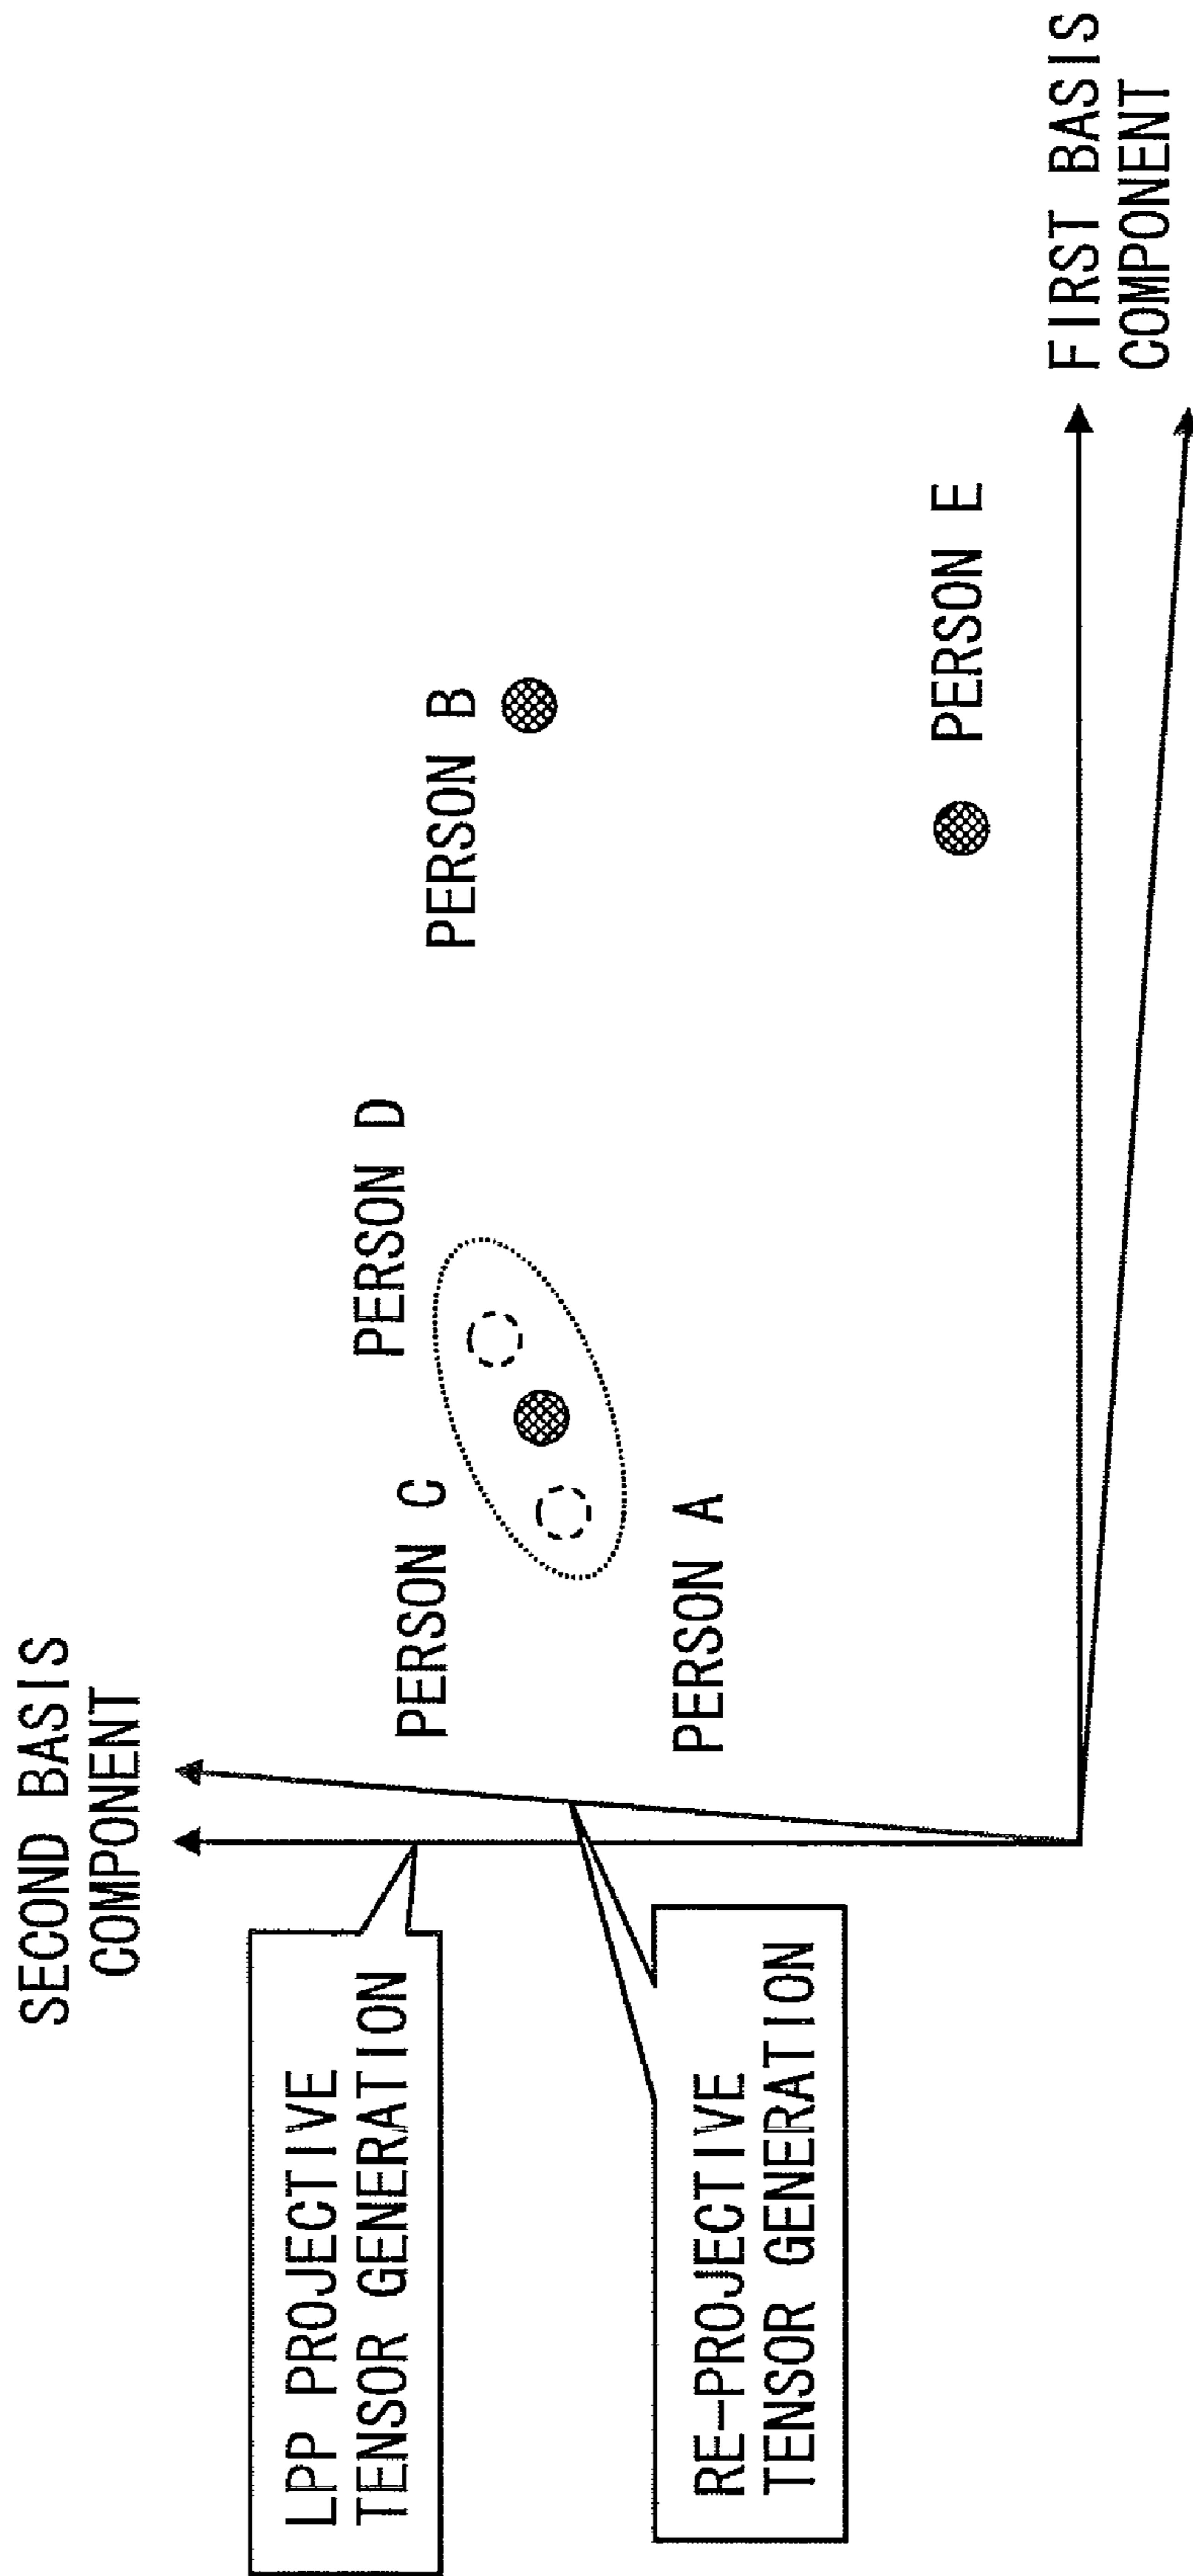 SECOND BASIS
COMPONENT
LPP PROJECTIVE
TENSOR GENERATION
RE-PROJECTIVE
TENSOR GENERATION
PERSON C
PERSON D
PERSON B
PERSON A
PERSON E
FIRST BASIS
COMPONENT